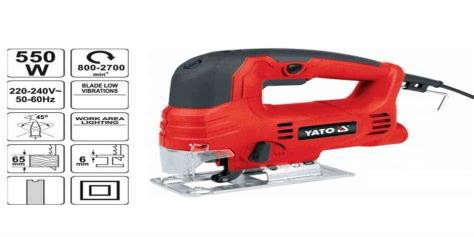 550
W
800-2700
min⁻¹
220-240V~
50-60Hz
BLADE LOW
VIBRATIONS
45°
WORK AREA
LIGHTING
65
mm
6
mm
YATO